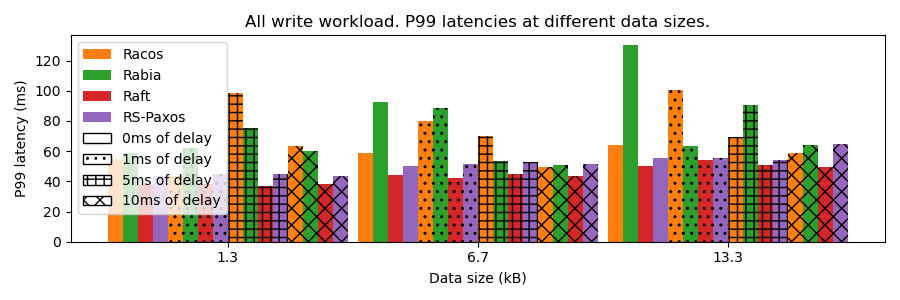 All write workload. P99 latencies at different data sizes.
P99 latency (ms)
120
100
80
60
40
20
0
Racos
Rabia
Raft
RS-Paxos
0ms of delay
1ms of delay
5ms of delay
10ms of delay
1.3
6.7
13.3
Data size (kB)